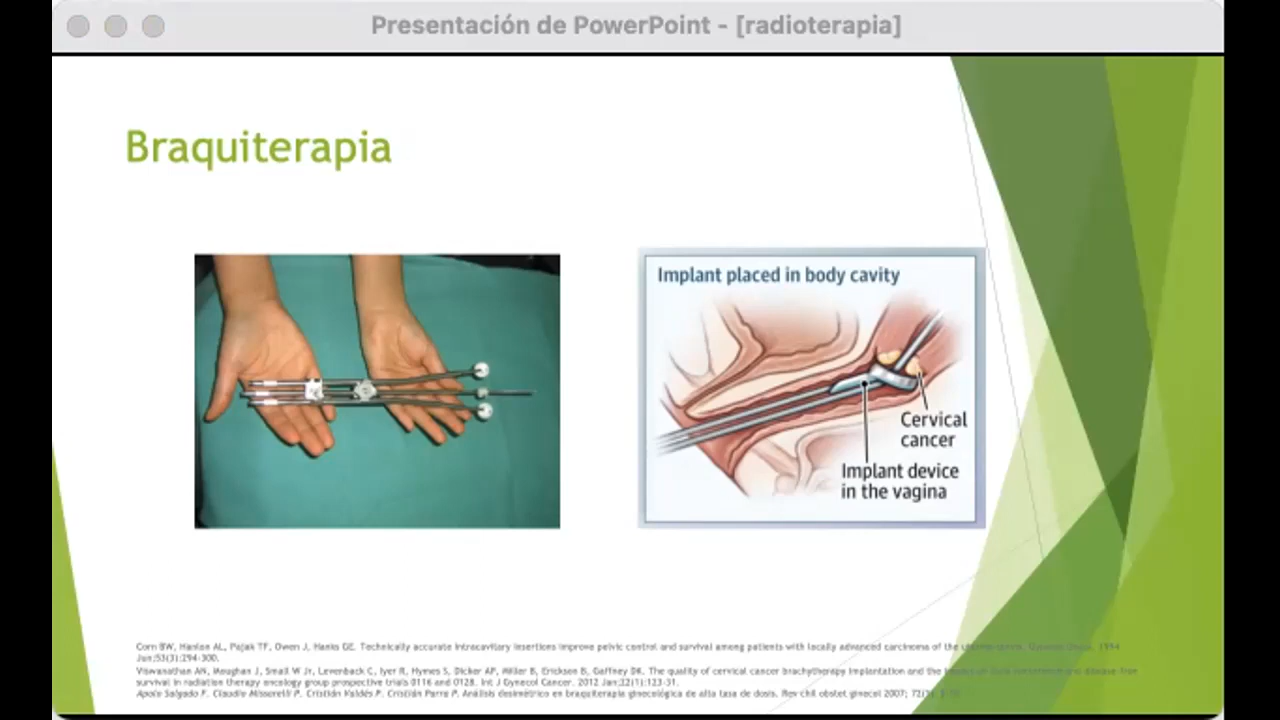 Presentación de PowerPoint - [radioterapia]
Braquiterapia
Implant placed in body cavity
Cervical
cancer
Implant device
in the vagina
Corn BW, Hanlon AL, Pajak TF, Owen J, Hanks GE. Technically accurate intracavitary insertions improve pelvic control and survival among patients with locally advanced carcinoma of the 1994
Jun;53(3):294-300.
Viswanathan AN, Moughan J, Small W Jr, Levenback C, Iyer R, Hymes S, Dicker AP, Miller B, Erickson B, Gaffney DK. The quality of cervical cancer brachytherapy implantation and the
survival in radiation therapy oncology group prospective trials 0116 and 0128. Int J Gynecol Cancer. 2012 Jan;22(1):123-31.
Apolo Salgado F. Claudio Missarelli P. Cristián Valdés P. Cristián Parra P. Análisis dosimétrico en braquiterapia ginecológica de alta tasa de dosis. Rev chil obstet ginecol 2007;